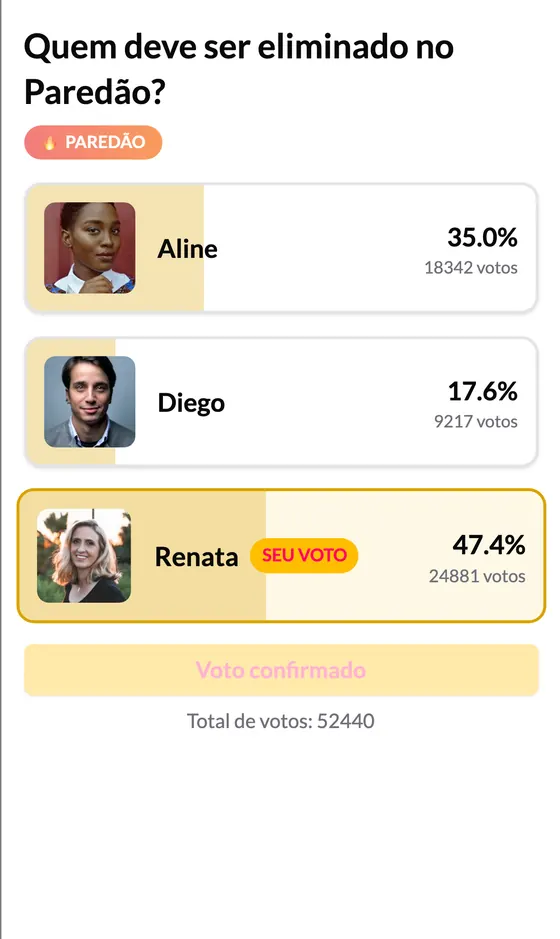 Quem deve ser eliminado no
Paredão?
🔥 PAREDÃO
Aline
35.0%
18342 votos
Diego
17.6%
9217 votos
Renata SEU VOTO
47.4%
24881 votos
Voto confirmado
Total de votos: 52440